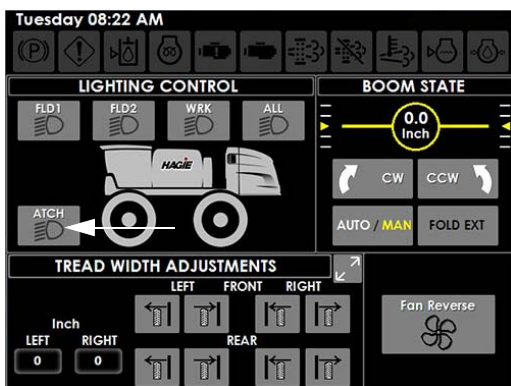 Tuesday 08:22 AM
(P)
LIGHTING CONTROL
FLD1 FLD2 WRK ALL
HAGIE
ATCH
BOOM STATE
0.0
Inch
CW CCW
AUTO / MAN FOLD EXT
TREAD WIDTH ADJUSTMENTS
LEFT FRONT RIGHT
Inch
LEFT RIGHT
0 0
REAR
Fan Reverse